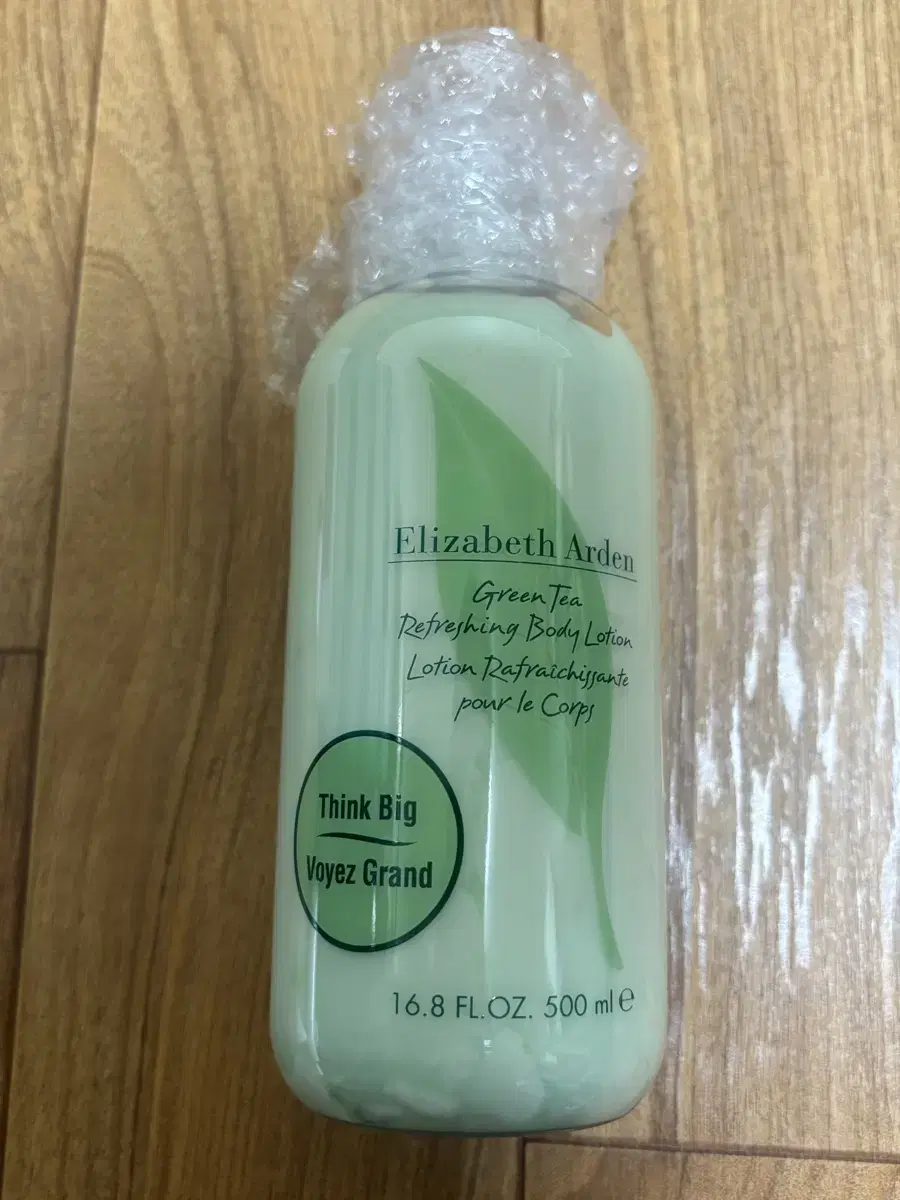 Elizabeth Arden
Green Tea
Refreshing Body Lotion
Lotion Rafraîchissante
pour le Corps
Think Big
Voyez Grand
16.8 FL.OZ. 500 ml ℮